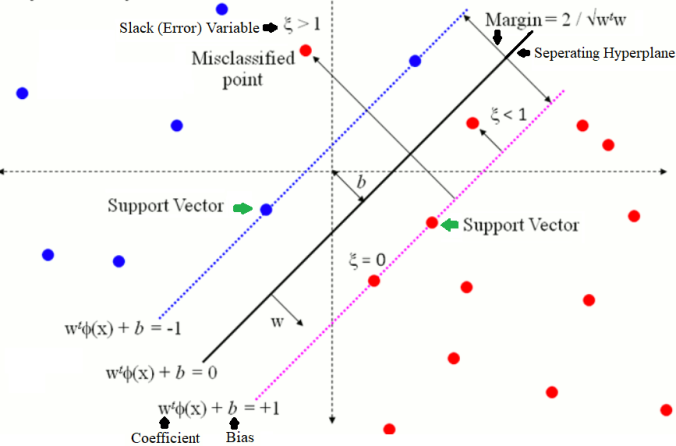 Margin = 2 / √wᵗw
Slack (Error) Variable ξ > 1
Seperating Hyperplane
Misclassified
point
ξ < 1
b
Support Vector
Support Vector
ξ = 0
w
wᵗϕ(x) + b = -1
wᵗϕ(x) + b = 0
wᵗϕ(x) + b = +1
Coefficient Bias